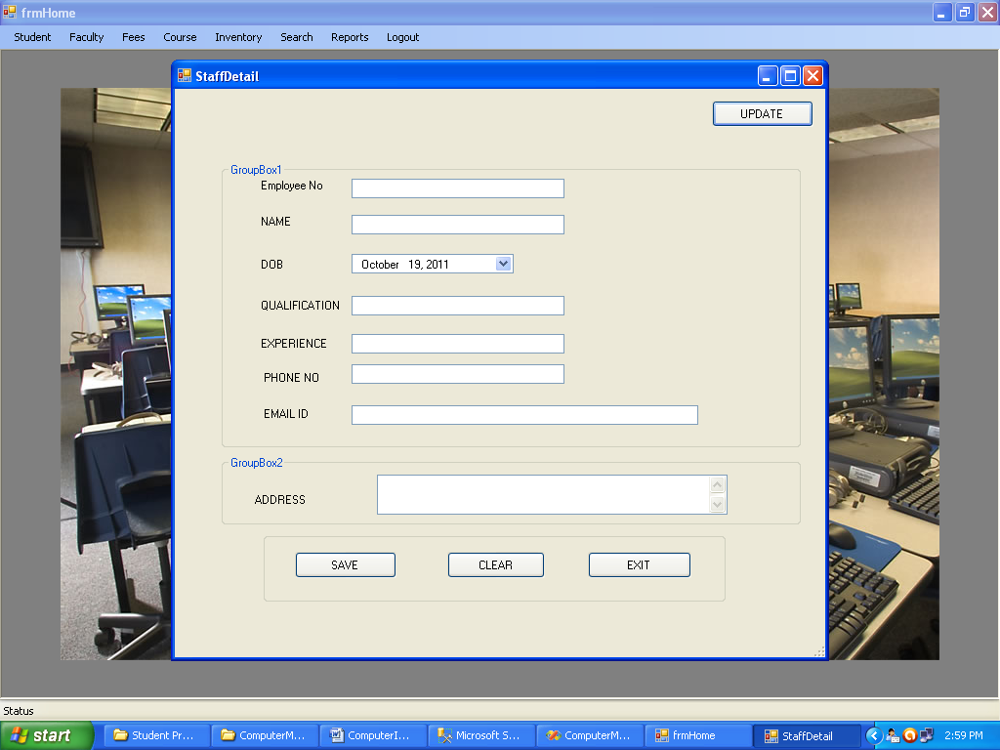 frmHome
Student Faculty Fees Course Inventory Search Reports Logout
StaffDetail
UPDATE
GroupBox1
Employee No
NAME
DOB October 19, 2011
QUALIFICATION
EXPERIENCE
PHONE NO
EMAIL ID
GroupBox2
ADDRESS
SAVE CLEAR EXIT
Status
start Student Pr... ComputerM... ComputerI... Microsoft S... ComputerM... frmHome StaffDetail 2:59 PM